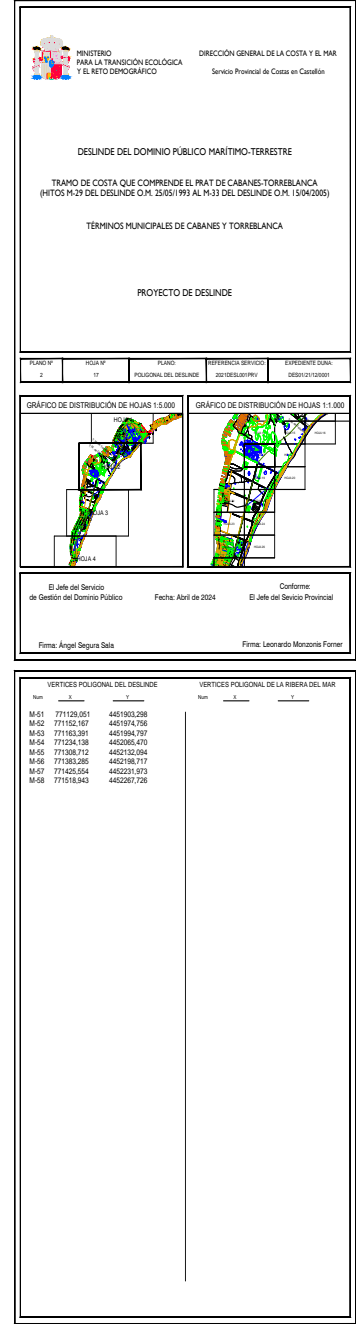 MINISTERIO
PARA LA TRANSICIÓN ECOLÓGICA
Y EL RETO DEMOGRÁFICO
DIRECCIÓN GENERAL DE LA COSTA Y EL MAR
Servicio Provincial de Costas en Castellón
DESLINDE DEL DOMINIO PÚBLICO MARÍTIMO-TERRESTRE
TRAMO DE COSTA QUE COMPRENDE EL PRAT DE CABANES-TORREBLANCA
(HITOS M-29 DEL DESLINDE O.M. 25/05/1993 AL M-33 DEL DESLINDE O.M. 15/04/2005)
TÉRMINOS MUNICIPALES DE CABANES Y TORREBLANCA
PROYECTO DE DESLINDE
PLANO Nº HOJA Nº PLANO: REFERENCIA SERVICIO: EXPEDIENTE DUNA:
2 17 POLIGONAL DEL DESLINDE 2021DESL001PRV DES01/21/12/0001
GRÁFICO DE DISTRIBUCIÓN DE HOJAS 1:5.000
HOJA 3
HOJA 4
GRÁFICO DE DISTRIBUCIÓN DE HOJAS 1:1.000
El Jefe del Servicio
de Gestión del Dominio Público
Fecha: Abril de 2024
Conforme:
El Jefe del Sevicio Provincial
Firma: Ángel Segura Sala
Firma: Leonardo Monzonis Forner
VERTICES POLIGONAL DEL DESLINDE
Num X Y
M-51 771129,051 4451903,298
M-52 771152,167 4451974,756
M-53 771163,391 4451994,797
M-54 771234,138 4452065,470
M-55 771308,712 4452132,094
M-56 771383,285 4452198,717
M-57 771425,554 4452231,973
M-58 771518,943 4452267,726
VERTICES POLIGONAL DE LA RIBERA DEL MAR
Num X Y